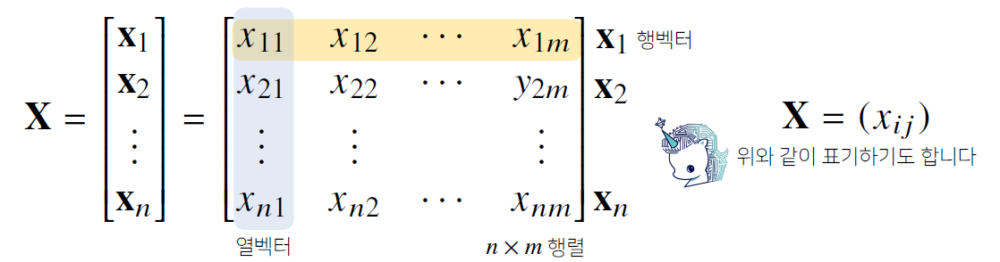 X = [x₁ x₂ ⋮ xₙ] = [x₁₁ x₁₂ ⋯ x₁ₘ] x₁ 행벡터
x₂₁ x₂₂ ⋯ y₂ₘ x₂
⋮ ⋮ ⋮
xₙ₁ xₙ₂ ⋯ xₙₘ xₙ
X = (xᵢⱼ)
위와 같이 표기하기도 합니다
열벡터
n × m 행렬